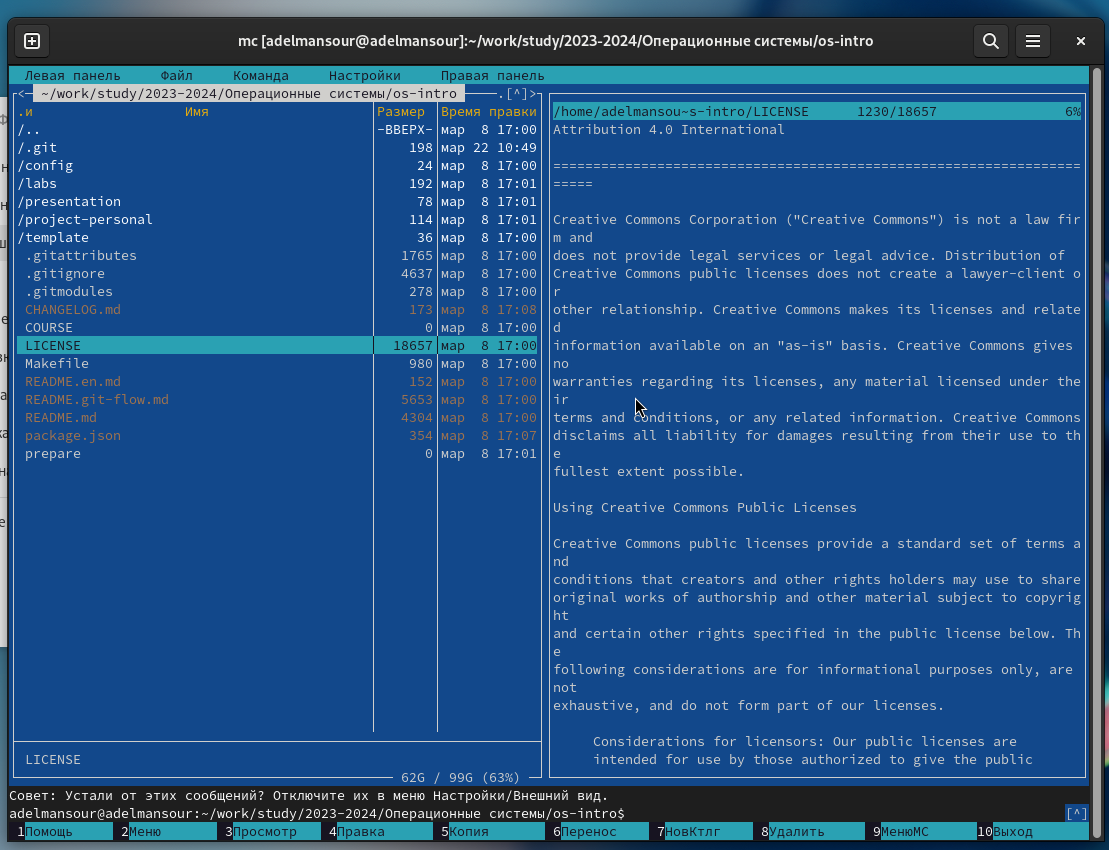 mc [adelmansour@adelmansour]:~/work/study/2023-2024/Операционные системы/os-intro
Левая панель Файл Команда Настройки Правая панель
<─ ~/work/study/2023-2024/Операционные системы/os-intro ─.[^]>
.и Имя Размер Время правки
/.. -ВВЕРХ- мар 8 17:00
/.git 198 мар 22 10:49
/config 24 мар 8 17:00
/labs 192 мар 8 17:01
/presentation 78 мар 8 17:01
/project-personal 114 мар 8 17:01
/template 36 мар 8 17:00
.gitattributes 1765 мар 8 17:00
.gitignore 4637 мар 8 17:00
.gitmodules 278 мар 8 17:00
CHANGELOG.md 173 мар 8 17:08
COURSE 0 мар 8 17:00
LICENSE 18657 мар 8 17:00
Makefile 980 мар 8 17:00
README.en.md 152 мар 8 17:00
README.git-flow.md 5653 мар 8 17:00
README.md 4304 мар 8 17:00
package.json 354 мар 8 17:07
prepare 0 мар 8 17:01
LICENSE
62G / 99G (63%)
/home/adelmansou~s-intro/LICENSE 1230/18657 6%
Attribution 4.0 International
==================================================================
=====
Creative Commons Corporation ("Creative Commons") is not a law fir
m and
does not provide legal services or legal advice. Distribution of
Creative Commons public licenses does not create a lawyer-client o
r
other relationship. Creative Commons makes its licenses and relate
d
information available on an "as-is" basis. Creative Commons gives
no
warranties regarding its licenses, any material licensed under the
ir
terms and conditions, or any related information. Creative Commons
disclaims all liability for damages resulting from their use to th
e
fullest extent possible.
Using Creative Commons Public Licenses
Creative Commons public licenses provide a standard set of terms a
nd
conditions that creators and other rights holders may use to share
original works of authorship and other material subject to copyrig
ht
and certain other rights specified in the public license below. Th
e
following considerations are for informational purposes only, are
not
exhaustive, and do not form part of our licenses.
Considerations for licensors: Our public licenses are
intended for use by those authorized to give the public
Совет: Устали от этих сообщений? Отключите их в меню Настройки/Внешний вид.
adelmansour@adelmansour:~/work/study/2023-2024/Операционные системы/os-intro$ [^]
1Помощь 2Меню 3Просмотр 4Правка 5Копия 6Перенос 7НовКтлг 8Удалить 9МенюMC 10Выход